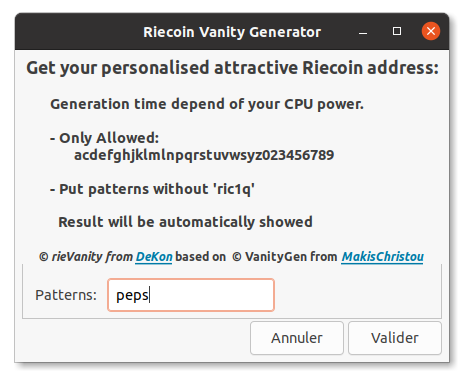 Riecoin Vanity Generator
Get your personalised attractive Riecoin address:
Generation time depend of your CPU power.
- Only Allowed:
acdefghjklmlnpqrstuvwsyz023456789
- Put patterns without 'ric1q'
Result will be automatically showed
© rieVanity from DeKon based on © VanityGen from MakisChristou
Patterns: peps
Annuler Valider